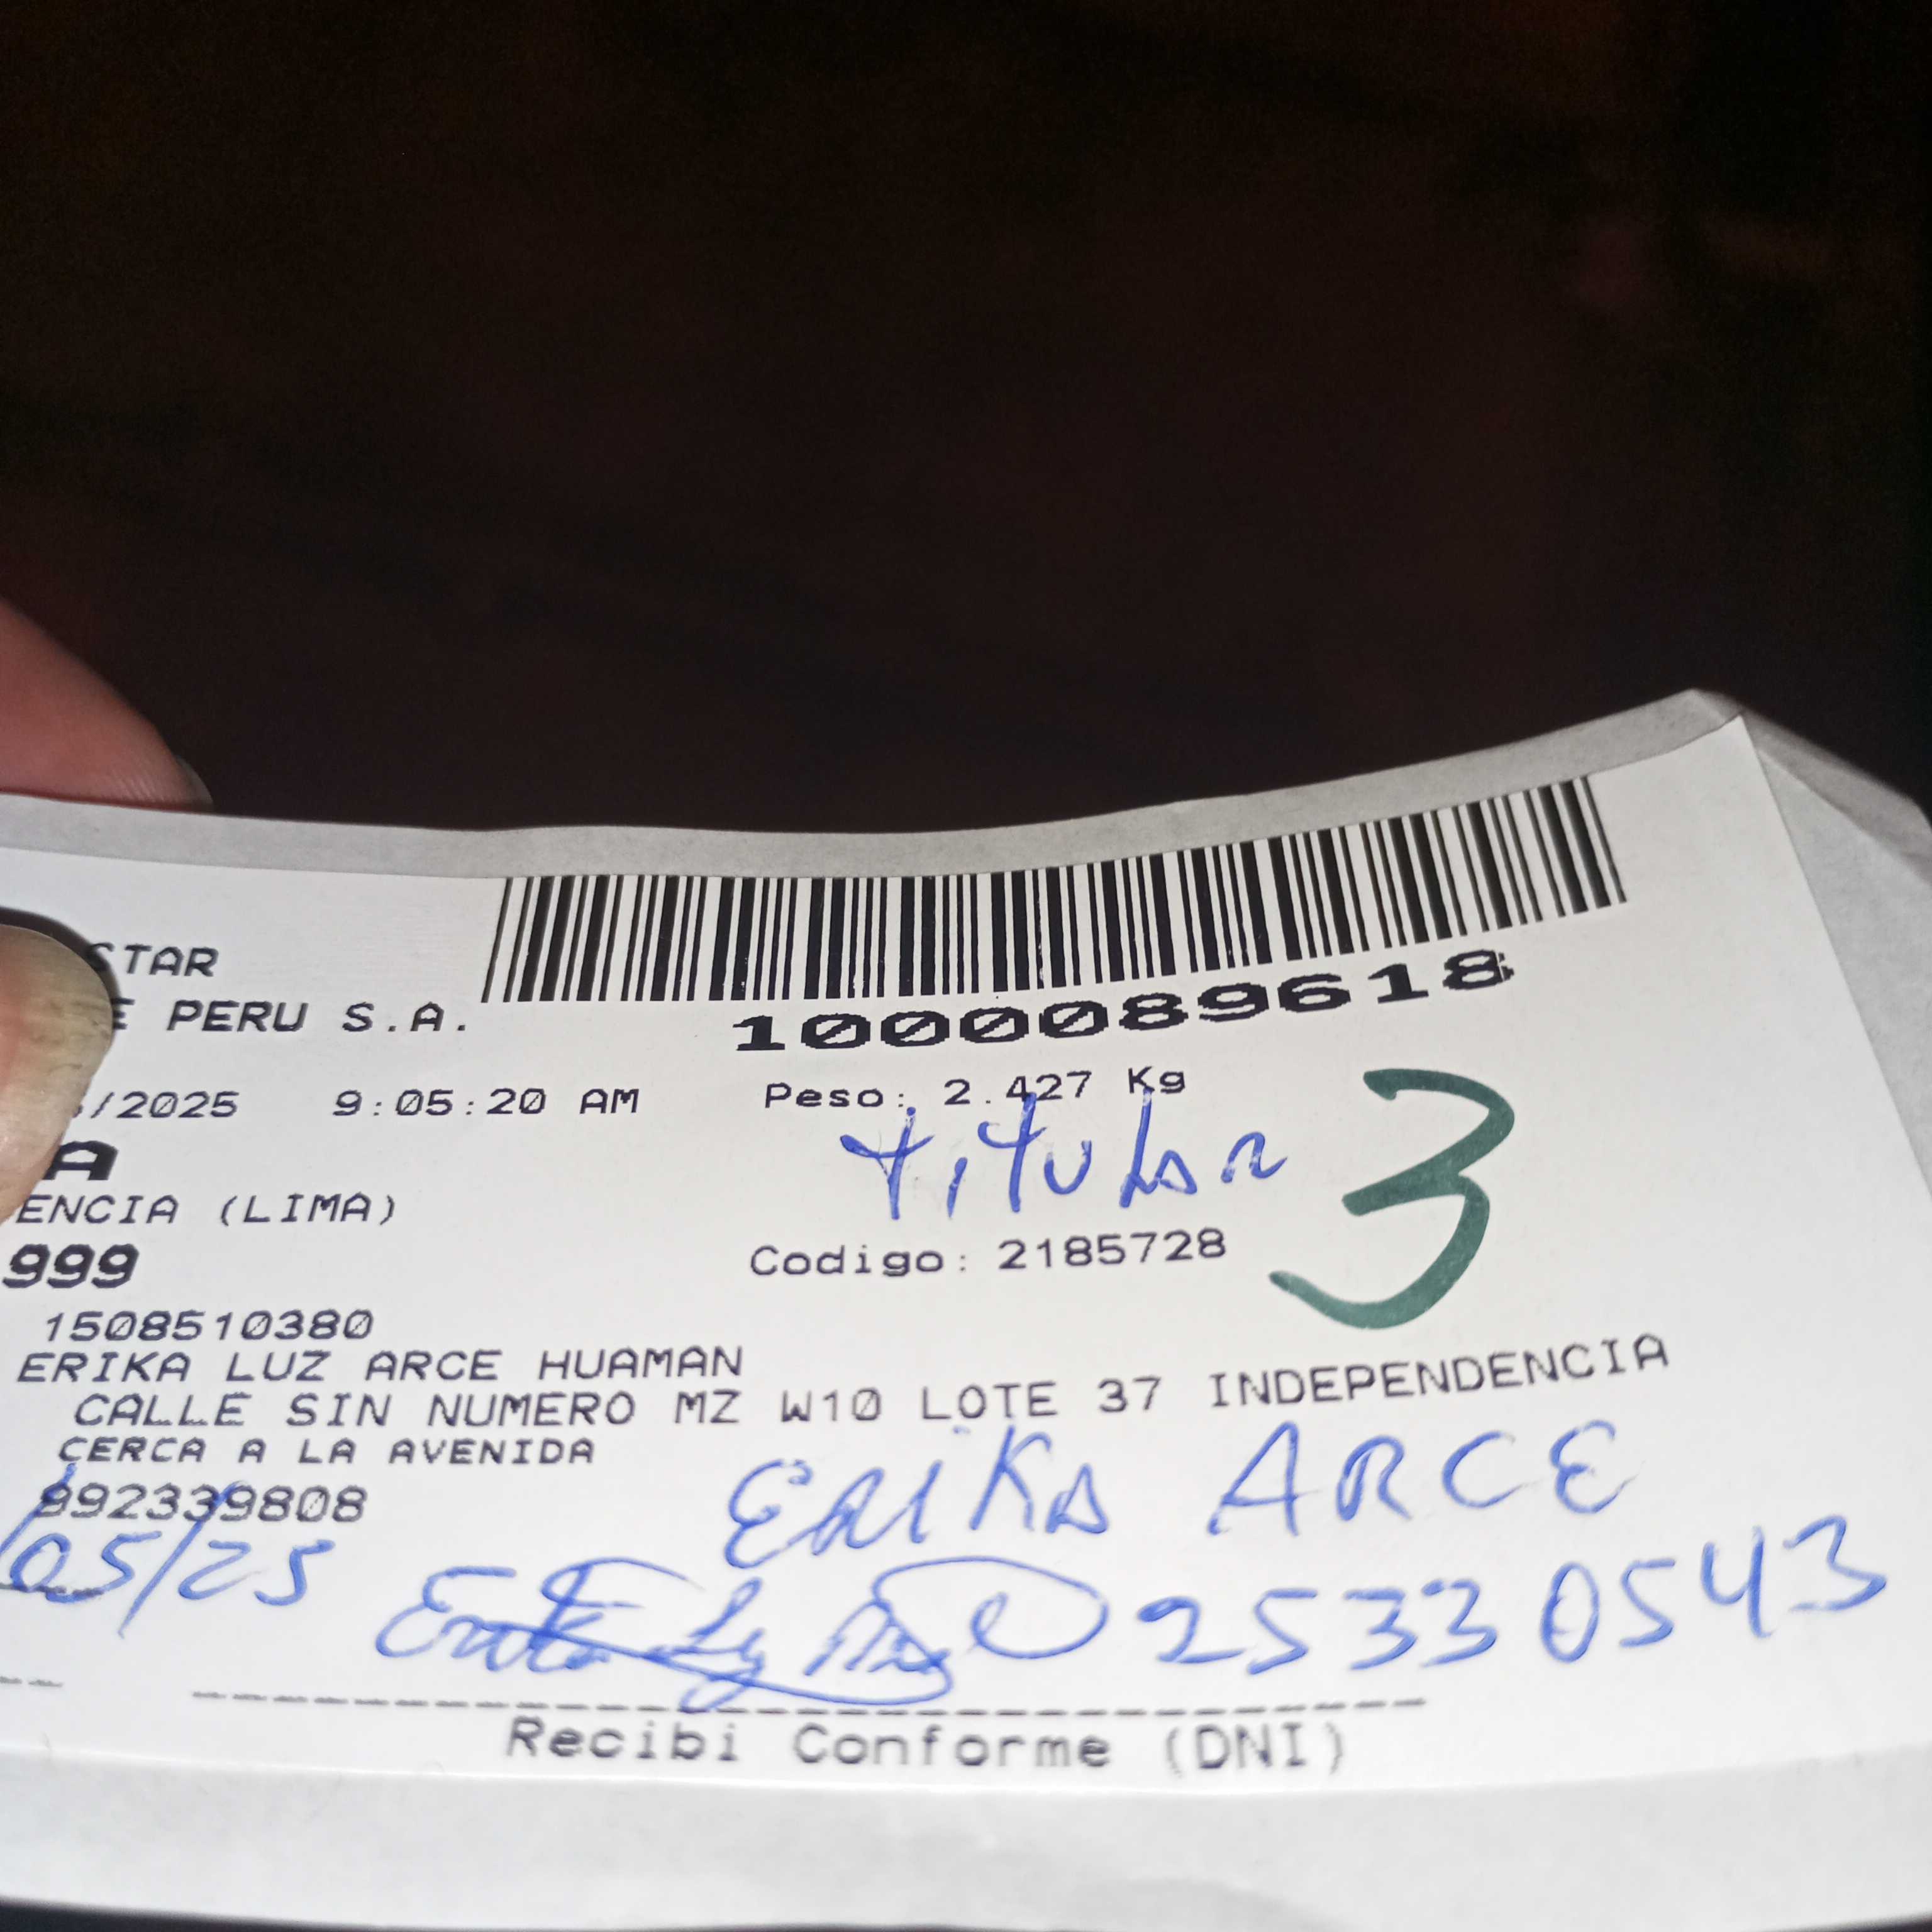 STAR
E PERU S.A.
1000089618
/2025 9:05:20 AM Peso: 2.427 Kg
A
TiTULAR
3
ENCIA (LIMA)
Codigo: 2185728
999
1508510380
ERIKA LUZ ARCE HUAMAN
CALLE SIN NUMERO MZ W10 LOTE 37 INDEPENDENCIA
CERCA A LA AVENIDA
992339808
ERIKA ARCE
/05/25
25330543
Recibi Conforme (DNI)